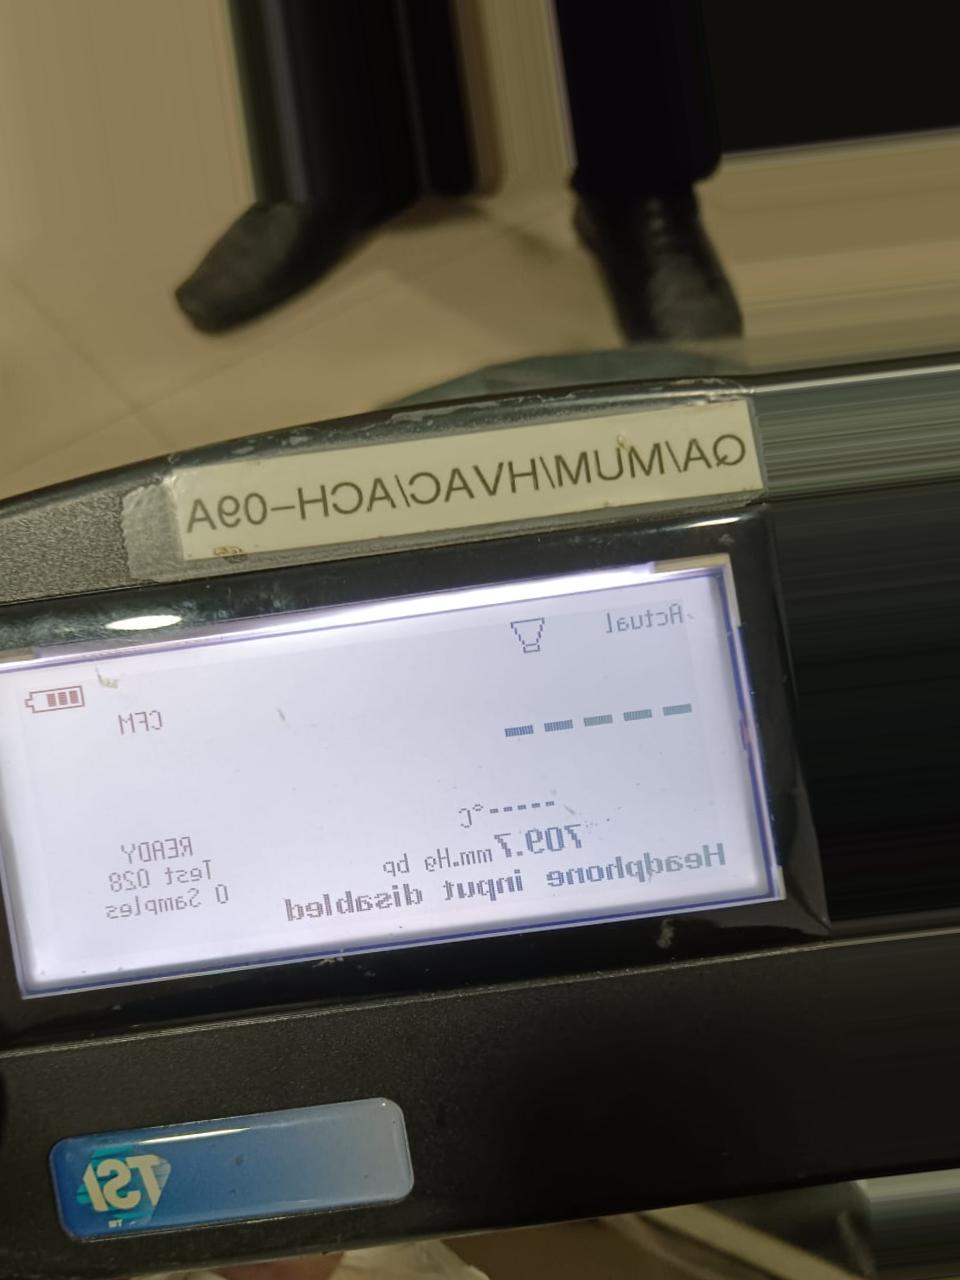 QA\MUM\HVAC\ACH-09A
Actual
----- CFM
-----°C
709.7 mm.Hg bp
READY
Test 028
Headphone input disabled
0 Samples
TSI
TM